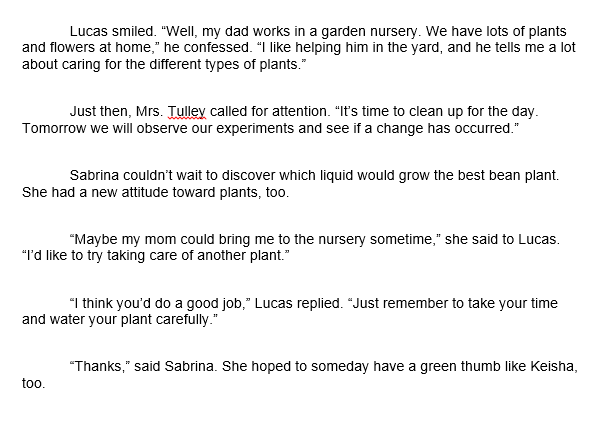 Lucas smiled. “Well, my dad works in a garden nursery. We have lots of plants
and flowers at home,” he confessed. “I like helping him in the yard, and he tells me a lot
about caring for the different types of plants.”
Just then, Mrs. Tulley called for attention. “It’s time to clean up for the day.
Tomorrow we will observe our experiments and see if a change has occurred.”
Sabrina couldn’t wait to discover which liquid would grow the best bean plant.
She had a new attitude toward plants, too.
“Maybe my mom could bring me to the nursery sometime,” she said to Lucas.
“I’d like to try taking care of another plant.”
“I think you’d do a good job,” Lucas replied. “Just remember to take your time
and water your plant carefully.”
“Thanks,” said Sabrina. She hoped to someday have a green thumb like Keisha,
too.